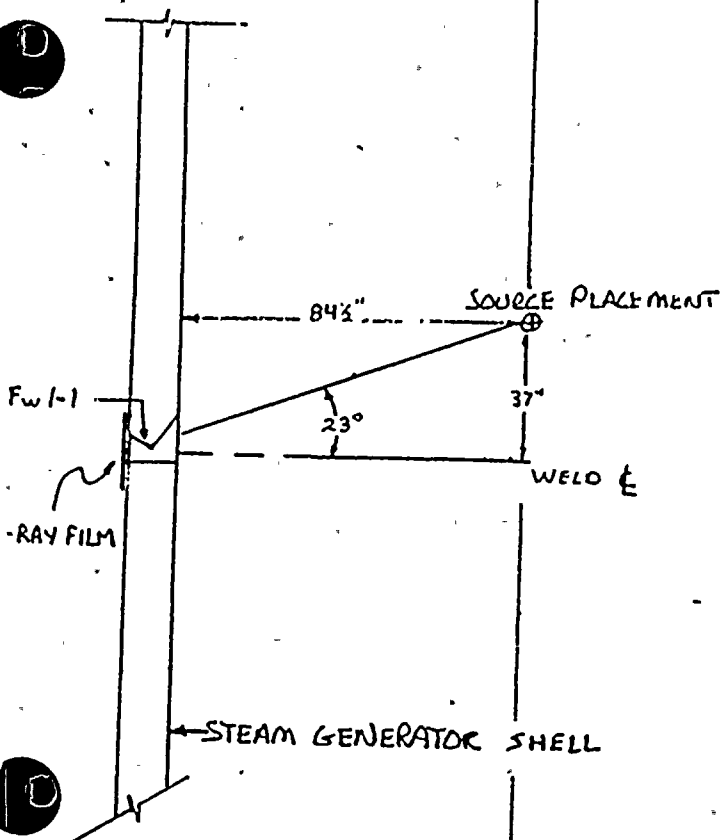 84½"
SOURCE PLACEMENT
Fw 1-1
37"
23°
WELD ℄
-RAY FILM
STEAM GENERATOR SHELL